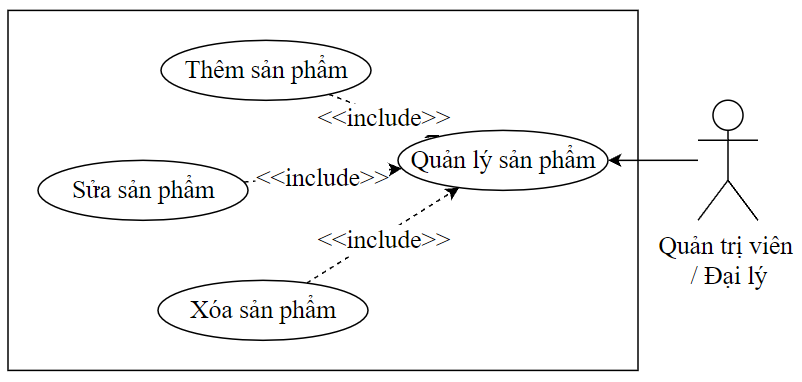 Thêm sản phẩm
<<include>>
Quản lý sản phẩm
Sửa sản phẩm
<<include>>
<<include>>
Xóa sản phẩm
Quản trị viên
/ Đại lý